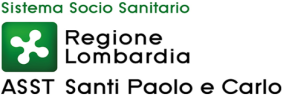 Sistema Socio Sanitario
Regione
Lombardia
ASST Santi Paolo e Carlo